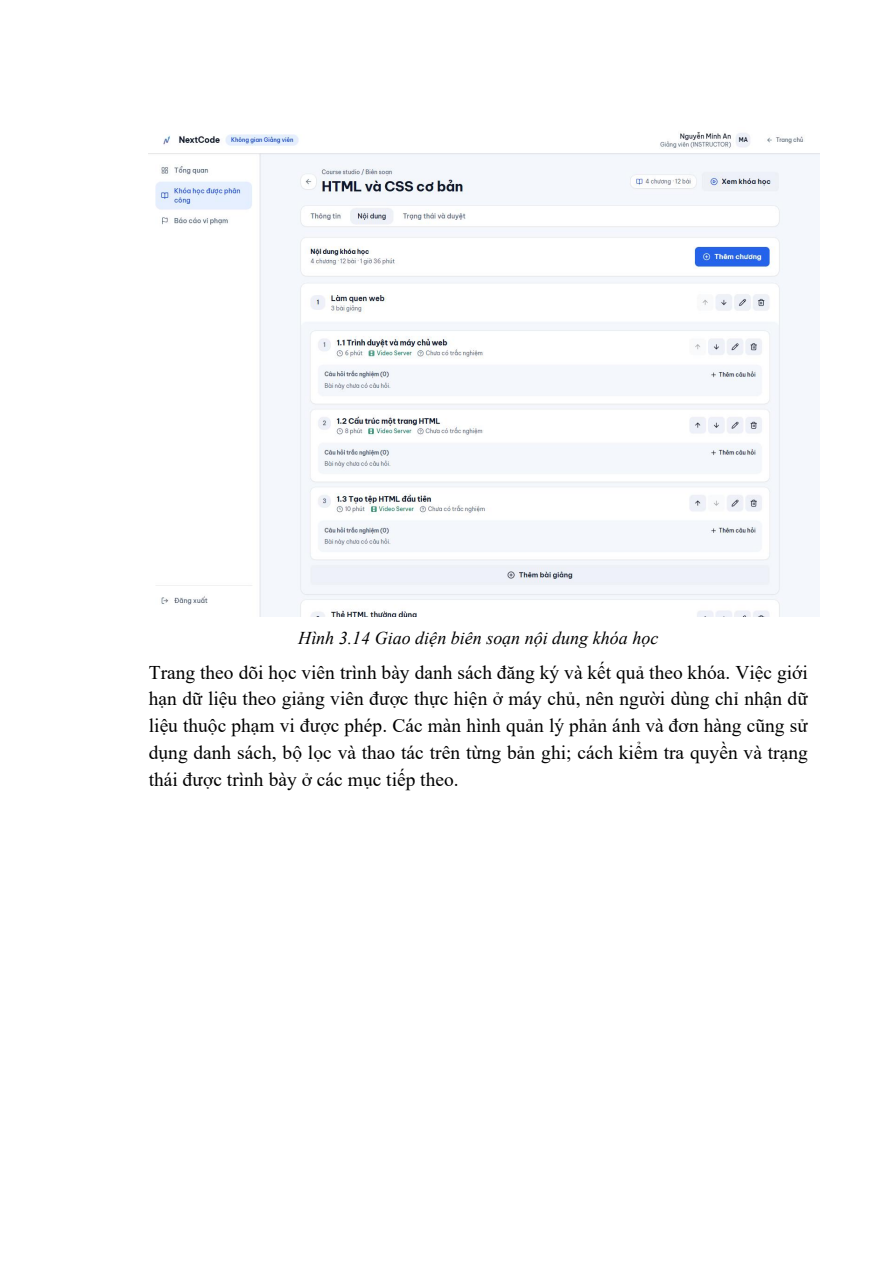 NextCode Không gian Giảng viên
Nguyễn Minh An
Giảng viên (INSTRUCTOR)
MA
← Trang chủ
Tổng quan
Khóa học được phân
công
Báo cáo vi phạm
Đăng xuất
Course studio / Biên soạn
HTML và CSS cơ bản
4 chương · 12 bài
Xem khóa học
Thông tin Nội dung Trạng thái và duyệt
Nội dung khóa học
4 chương · 12 bài · 1 giờ 36 phút
Thêm chương
1 Làm quen web
3 bài giảng
1 1.1 Trình duyệt và máy chủ web
6 phút Video Server Chưa có trắc nghiệm
Câu hỏi trắc nghiệm (0) + Thêm câu hỏi
Bài này chưa có câu hỏi.
2 1.2 Cấu trúc một trang HTML
8 phút Video Server Chưa có trắc nghiệm
Câu hỏi trắc nghiệm (0) + Thêm câu hỏi
Bài này chưa có câu hỏi.
3 1.3 Tạo tệp HTML đầu tiên
10 phút Video Server Chưa có trắc nghiệm
Câu hỏi trắc nghiệm (0) + Thêm câu hỏi
Bài này chưa có câu hỏi.
Thêm bài giảng
Thẻ HTML thường dùng
Hình 3.14 Giao diện biên soạn nội dung khóa học
Trang theo dõi học viên trình bày danh sách đăng ký và kết quả theo khóa. Việc giới
hạn dữ liệu theo giảng viên được thực hiện ở máy chủ, nên người dùng chỉ nhận dữ
liệu thuộc phạm vi được phép. Các màn hình quản lý phản ánh và đơn hàng cũng sử
dụng danh sách, bộ lọc và thao tác trên từng bản ghi; cách kiểm tra quyền và trạng
thái được trình bày ở các mục tiếp theo.